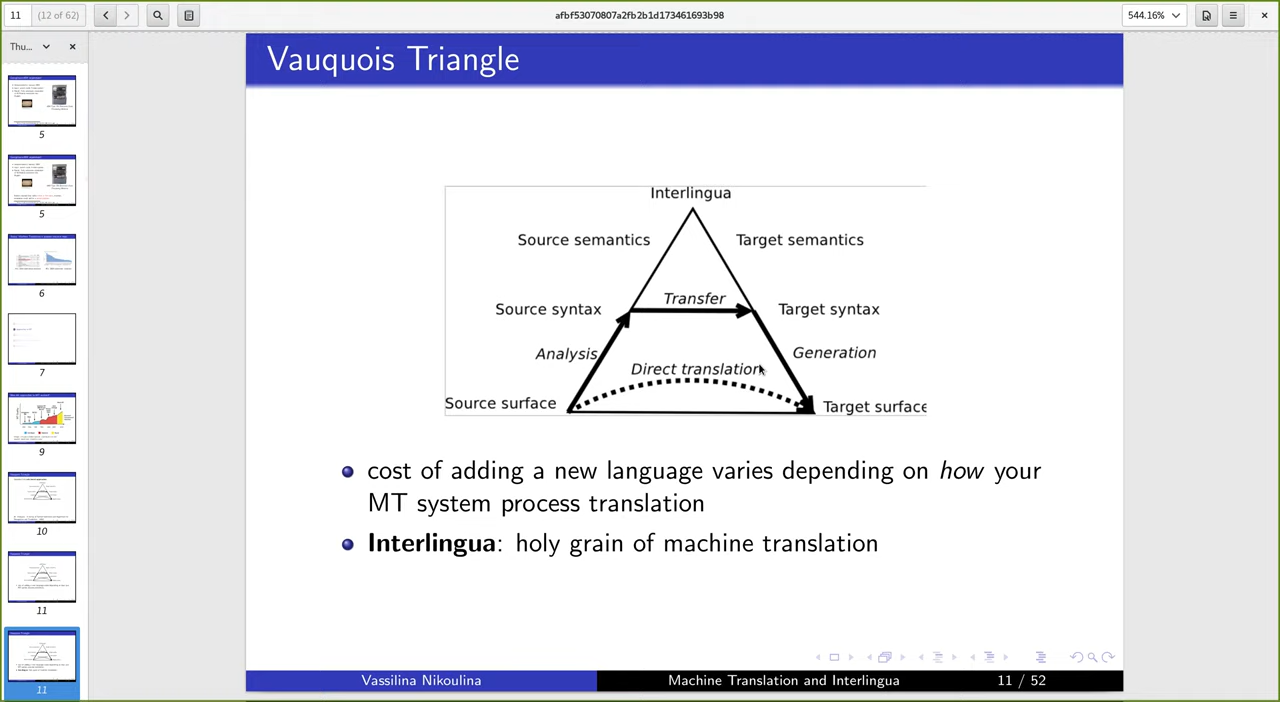 11
(12 of 62)
afbf53070807a2fb2b1d173461693b98
544.16%
Thu...
5
5
6
7
9
10
11
11
Vauquois Triangle
Interlingua
Source semantics
Target semantics
Transfer
Source syntax
Target syntax
Analysis
Generation
Direct translation
Source surface
Target surface
cost of adding a new language varies depending on how your
MT system process translation
Interlingua: holy grain of machine translation
Vassilina Nikoulina
Machine Translation and Interlingua
11 / 52